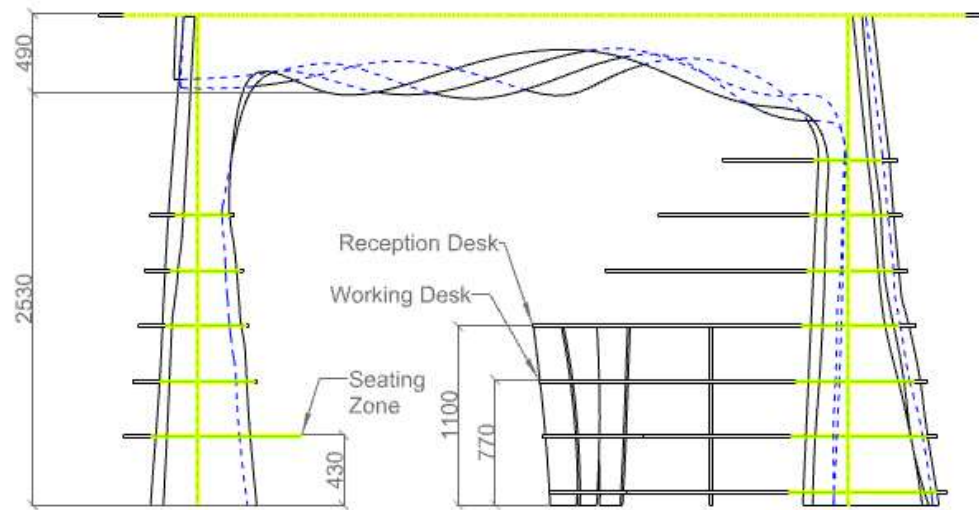 490
2530
Reception Desk
Working Desk
Seating
Zone
430
1100
770